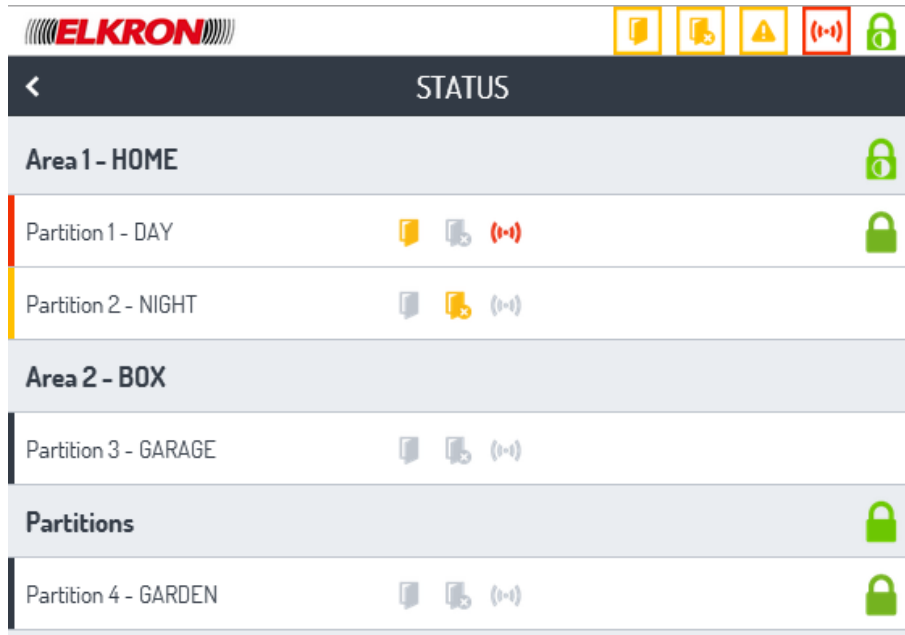 ELKRON
STATUS
Area 1 - HOME
Partition 1 - DAY
Partition 2 - NIGHT
Area 2 - BOX
Partition 3 - GARAGE
Partitions
Partition 4 - GARDEN